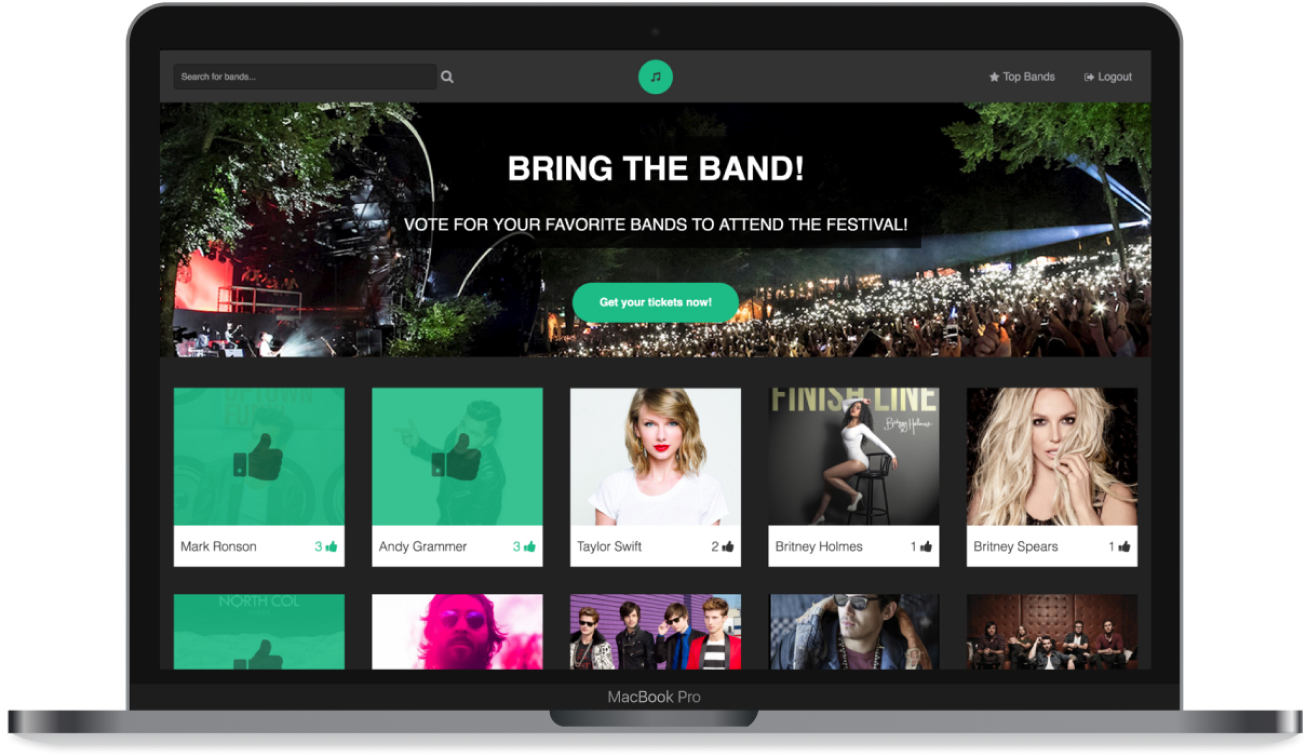 Search for bands...
Top Bands
Logout
BRING THE BAND!
VOTE FOR YOUR FAVORITE BANDS TO ATTEND THE FESTIVAL!
Get your tickets now!
UPTOWN
FUNK
FINISH LINE
Britney Holmes
Mark Ronson 3
Andy Grammer 3
Taylor Swift 2
Britney Holmes 1
Britney Spears 1
NORTH COL
MacBook Pro